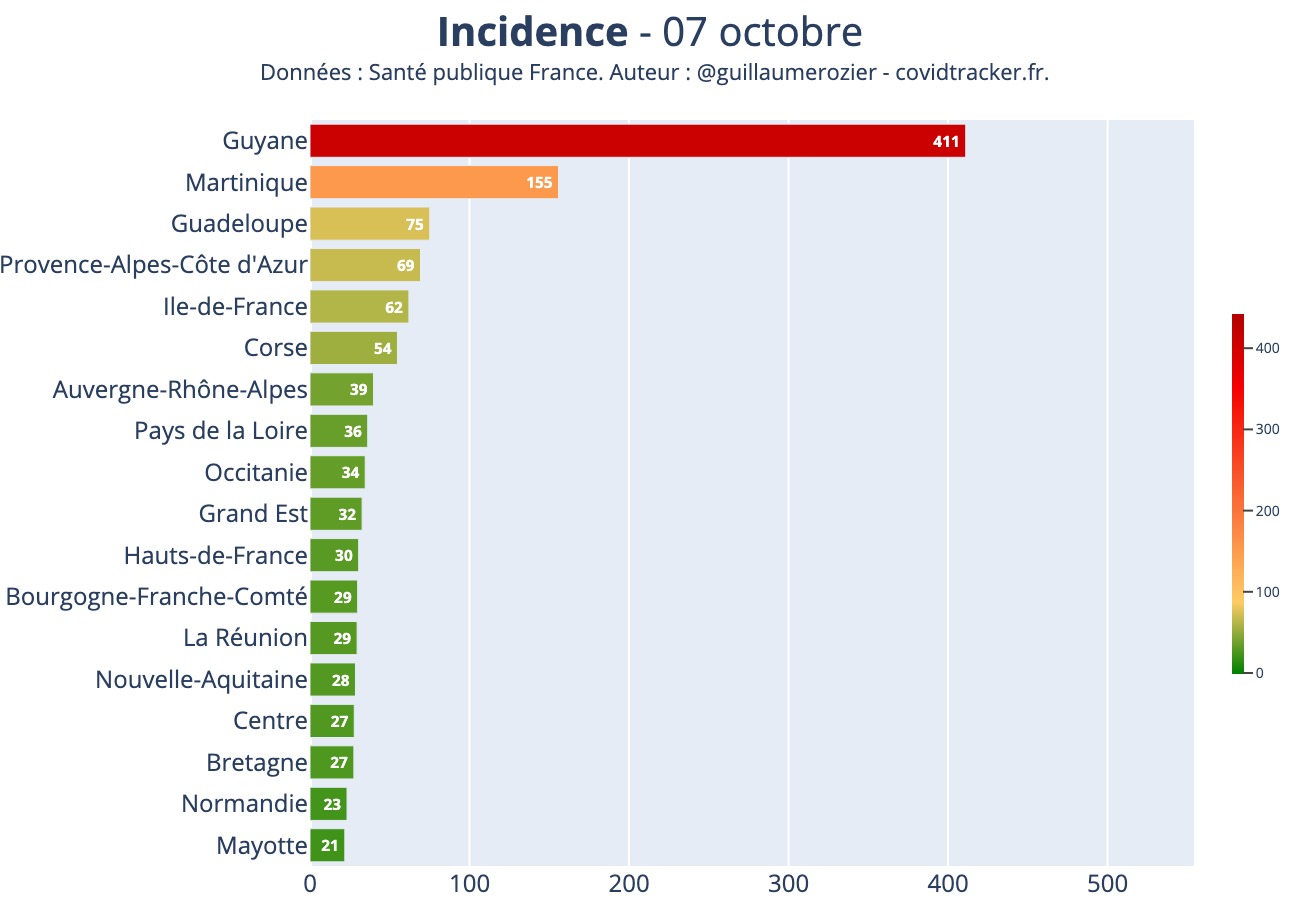 Incidence - 07 octobre
Données : Santé publique France. Auteur : @guillaumerozier - covidtracker.fr.
Guyane 411
Martinique 155
Guadeloupe 75
Provence-Alpes-Côte d'Azur 69
Ile-de-France 62
Corse 54
Auvergne-Rhône-Alpes 39
Pays de la Loire 36
Occitanie 34
Grand Est 32
Hauts-de-France 30
Bourgogne-Franche-Comté 29
La Réunion 29
Nouvelle-Aquitaine 28
Centre 27
Bretagne 27
Normandie 23
Mayotte 21
0 100 200 300 400 500
400
300
200
100
0